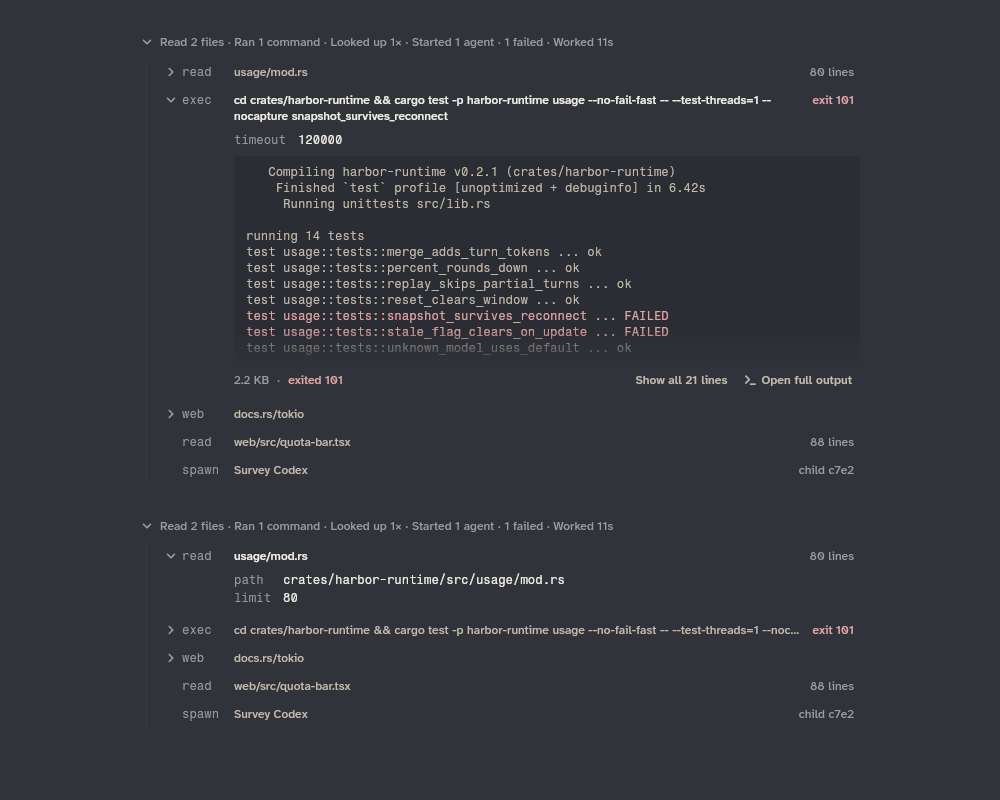 Read 2 files · Ran 1 command · Looked up 1× · Started 1 agent · 1 failed · Worked 11s
read usage/mod.rs 80 lines
exec cd crates/harbor-runtime && cargo test -p harbor-runtime usage --no-fail-fast -- --test-threads=1 -- exit 101
nocapture snapshot_survives_reconnect
timeout 120000
Compiling harbor-runtime v0.2.1 (crates/harbor-runtime)
Finished `test` profile [unoptimized + debuginfo] in 6.42s
Running unittests src/lib.rs
running 14 tests
test usage::tests::merge_adds_turn_tokens ... ok
test usage::tests::percent_rounds_down ... ok
test usage::tests::replay_skips_partial_turns ... ok
test usage::tests::reset_clears_window ... ok
test usage::tests::snapshot_survives_reconnect ... FAILED
test usage::tests::stale_flag_clears_on_update ... FAILED
test usage::tests::unknown_model_uses_default ... ok
2.2 KB · exited 101 Show all 21 lines Open full output
web docs.rs/tokio
read web/src/quota-bar.tsx 88 lines
spawn Survey Codex child c7e2
Read 2 files · Ran 1 command · Looked up 1× · Started 1 agent · 1 failed · Worked 11s
read usage/mod.rs 80 lines
path crates/harbor-runtime/src/usage/mod.rs
limit 80
exec cd crates/harbor-runtime && cargo test -p harbor-runtime usage --no-fail-fast -- --test-threads=1 --noc... exit 101
web docs.rs/tokio
read web/src/quota-bar.tsx 88 lines
spawn Survey Codex child c7e2